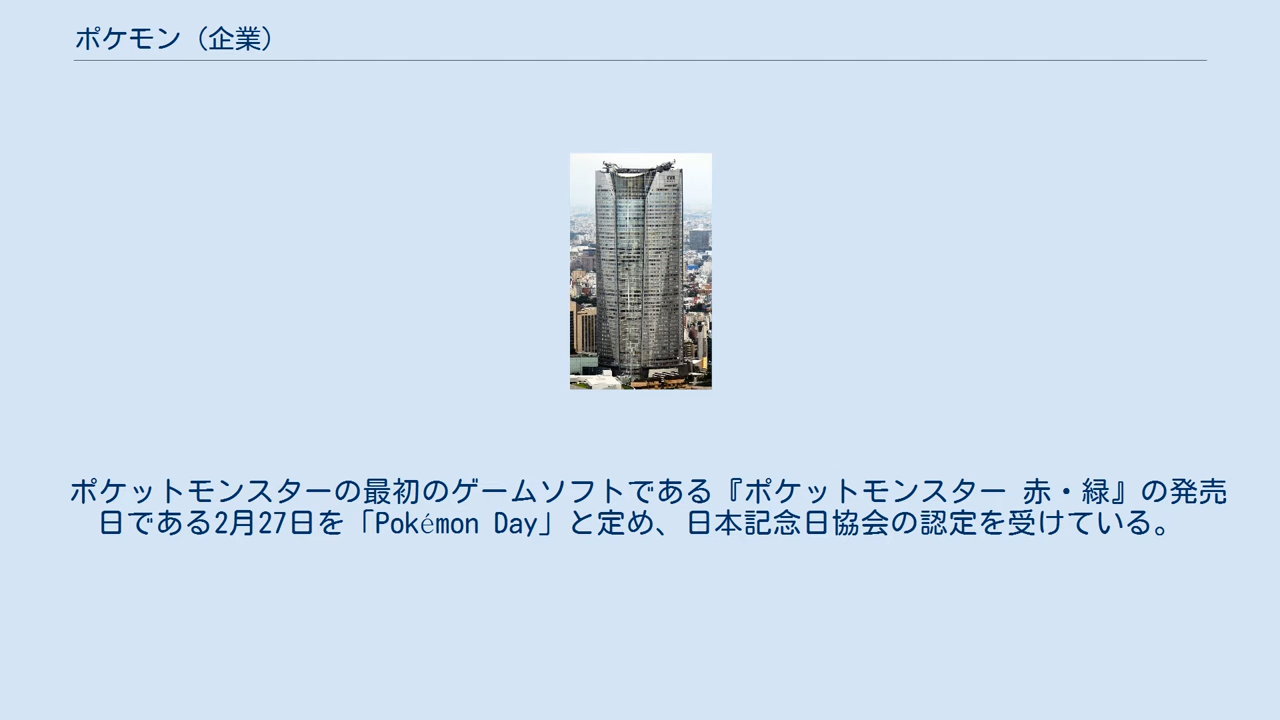 ポケモン（企業）
ポケットモンスターの最初のゲームソフトである『ポケットモンスター 赤・緑』の発売
日である2月27日を「Pokémon Day」と定め、日本記念日協会の認定を受けている。